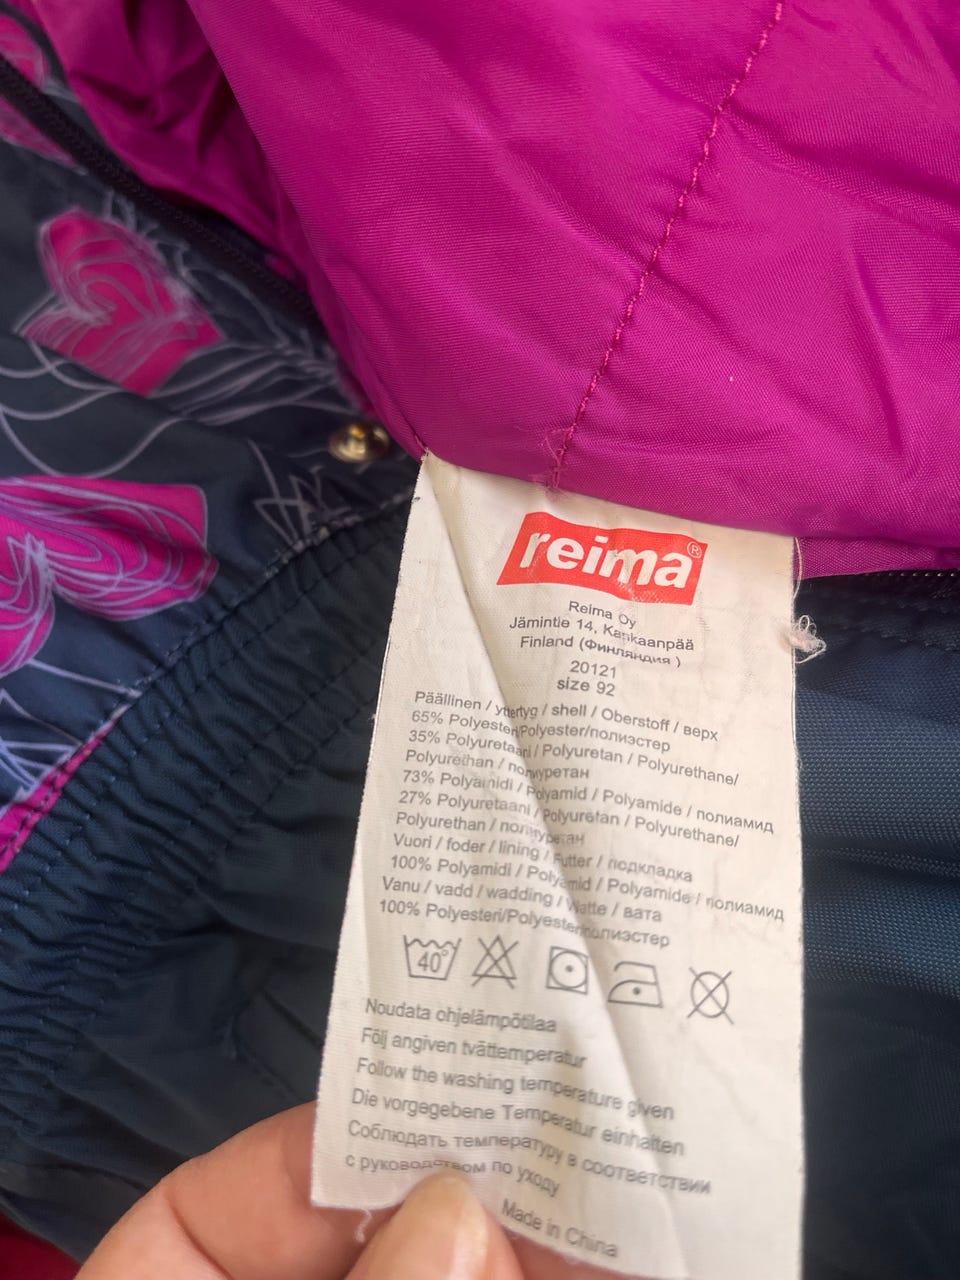 reima®
Reima Oy
Jämintie 14, Kankaanpää
Finland (Финляндия )
20121
size 92
Päällinen / yttertyg / shell / Oberstoff / верх
65% Polyesteri/Polyester/полиэстер
35% Polyuretaani / Polyuretan / Polyurethane/
Polyurethan / полиуретан
73% Polyamidi / Polyamid / Polyamide / полиамид
27% Polyuretaani / Polyuretan / Polyurethane/
Polyurethan / полиуретан
Vuori / foder / lining / Futter / подкладка
100% Polyamidi / Polyamid / Polyamide / полиамид
Vanu / vadd / wadding / Watte / вата
100% Polyesteri/Polyester/полиэстер
40°
Noudata ohjelämpötilaa
Följ angiven tvättemperatur
Follow the washing temperature given
Die vorgegebene Temperatur einhalten
Соблюдать температуру в соответствии
с руководством по уходу
Made in China